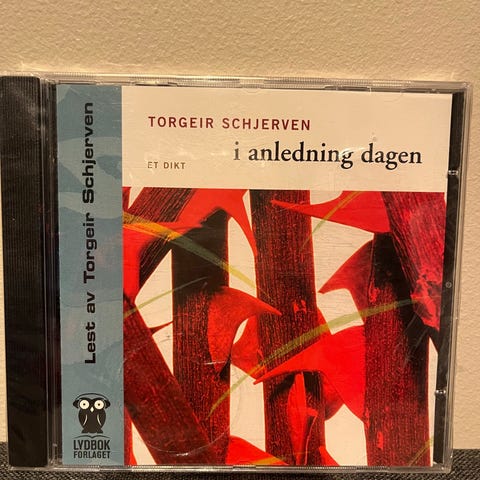 TORGEIR SCHJERVEN
i anledning dagen
ET DIKT
Lest av Torgeir Schjerven
LYDBOK
FORLAGET